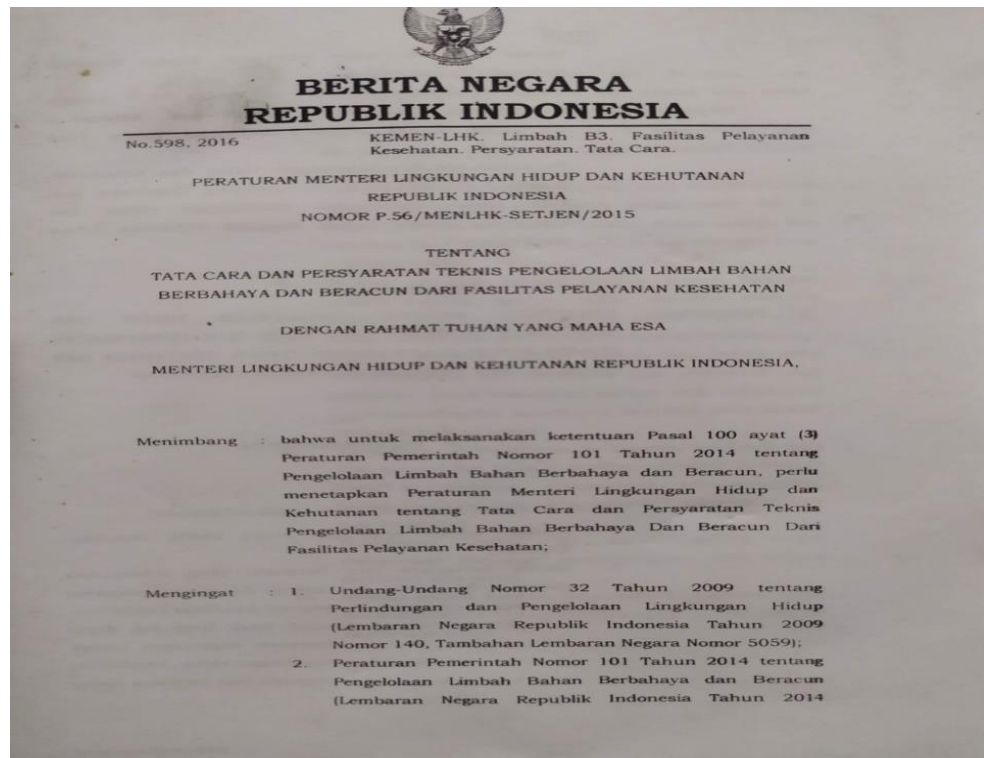 BERITA NEGARA
REPUBLIK INDONESIA
No.598, 2016
KEMEN-LHK. Limbah B3. Fasilitas Pelayanan
Kesehatan. Persyaratan. Tata Cara.
PERATURAN MENTERI LINGKUNGAN HIDUP DAN KEHUTANAN
REPUBLIK INDONESIA
NOMOR P.56/MENLHK-SETJEN/2015
TENTANG
TATA CARA DAN PERSYARATAN TEKNIS PENGELOLAAN LIMBAH BAHAN
BERBAHAYA DAN BERACUN DARI FASILITAS PELAYANAN KESEHATAN
DENGAN RAHMAT TUHAN YANG MAHA ESA
MENTERI LINGKUNGAN HIDUP DAN KEHUTANAN REPUBLIK INDONESIA,
Menimbang : bahwa untuk melaksanakan ketentuan Pasal 100 ayat (3)
Peraturan Pemerintah Nomor 101 Tahun 2014 tentang
Pengelolaan Limbah Bahan Berbahaya dan Beracun, perlu
menetapkan Peraturan Menteri Lingkungan Hidup dan
Kehutanan tentang Tata Cara dan Persyaratan Teknis
Pengelolaan Limbah Bahan Berbahaya Dan Beracun Dari
Fasilitas Pelayanan Kesehatan;
Mengingat : 1. Undang-Undang Nomor 32 Tahun 2009 tentang
Perlindungan dan Pengelolaan Lingkungan Hidup
(Lembaran Negara Republik Indonesia Tahun 2009
Nomor 140, Tambahan Lembaran Negara Nomor 5059);
2. Peraturan Pemerintah Nomor 101 Tahun 2014 tentang
Pengelolaan Limbah Bahan Berbahaya dan Beracun
(Lembaran Negara Republik Indonesia Tahun 2014